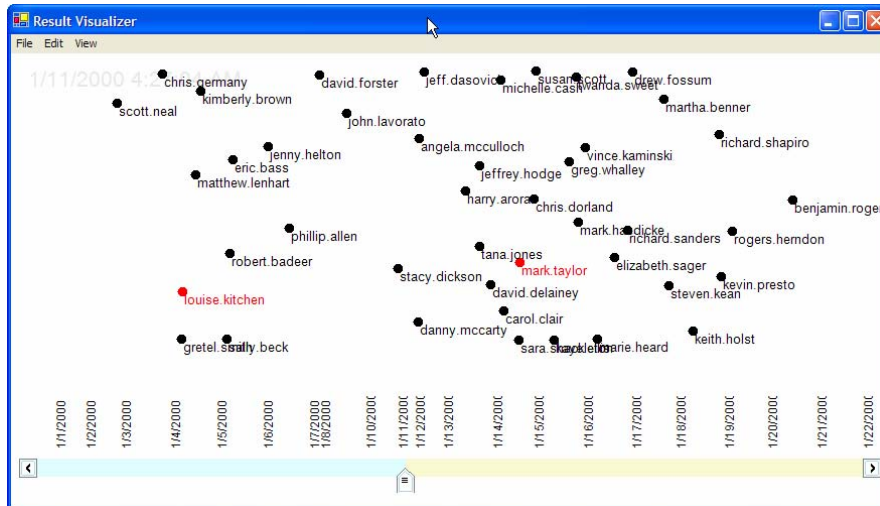 Result Visualizer
File Edit View
chris.germany
david.forster
jeff.dasovich
michelle.cash
drew.fossum
kimberly.brown
martha.benner
scott.neal
john.lavorato
angela.mcculloch
richard.shapiro
jenny.helton
vince.kaminski
eric.bass
jeffrey.hodge
greg.whalley
matthew.lenhart
harry.arora
chris.dorland
benjamin.roger
phillip.allen
richard.sanders
rogers.herndon
robert.badeer
tana.jones
mark.taylor
elizabeth.sager
stacy.dickson
david.delainey
steven.kean
kevin.presto
louise.kitchen
carol.clair
danny.mccarty
keith.holst
marie.heard
1/1/2000
1/2/2000
1/3/2000
1/4/2000
1/5/2000
1/6/2000
1/7/2000
1/8/2000
1/10/2000
1/11/2000
1/12/2000
1/13/2000
1/15/2000
1/16/2000
1/17/2000
1/18/2000
1/19/2000
1/20/2000
1/21/2000
1/22/2000